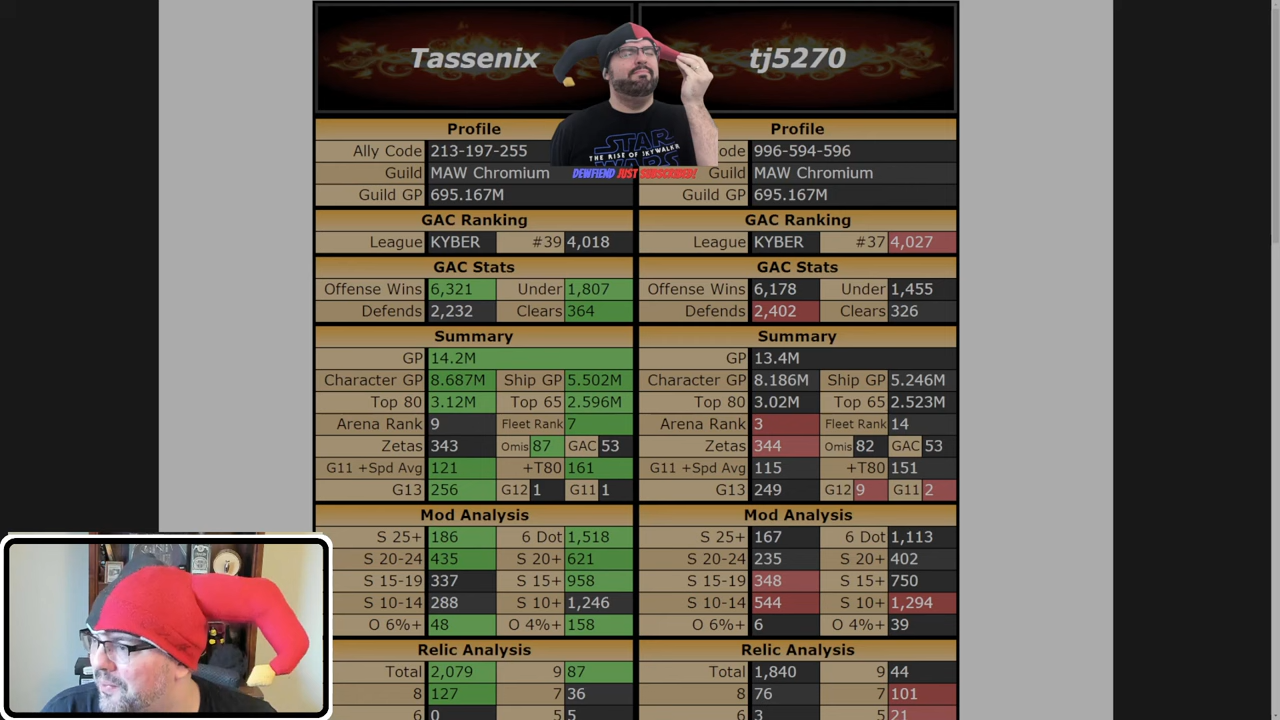 Tassenix tj5270
Profile Profile
Ally Code 213-197-255 ode 996-594-596
Guild MAW Chromium Guild MAW Chromium
STAR
THE RISE OF SKYWALKR
WARS
DEWFIEND JUST SUBSCRIBED!
Guild GP 695.167M Guild GP 695.167M
GAC Ranking GAC Ranking
League KYBER #39 4,018 League KYBER #37 4,027
GAC Stats GAC Stats
Offense Wins 6,321 Under 1,807 Offense Wins 6,178 Under 1,455
Defends 2,232 Clears 364 Defends 2,402 Clears 326
Summary Summary
GP 14.2M GP 13.4M
Character GP 8.687M Ship GP 5.502M Character GP 8.186M Ship GP 5.246M
Top 80 3.12M Top 65 2.596M Top 80 3.02M Top 65 2.523M
Arena Rank 9 Fleet Rank 7 Arena Rank 3 Fleet Rank 14
Zetas 343 Omis 87 GAC 53 Zetas 344 Omis 82 GAC 53
G11 +Spd Avg 121 +T80 161 G11 +Spd Avg 115 +T80 151
G13 256 G12 1 G11 1 G13 249 G12 9 G11 2
Mod Analysis Mod Analysis
S 25+ 186 6 Dot 1,518 S 25+ 167 6 Dot 1,113
S 20-24 435 S 20+ 621 S 20-24 235 S 20+ 402
S 15-19 337 S 15+ 958 S 15-19 348 S 15+ 750
S 10-14 288 S 10+ 1,246 S 10-14 544 S 10+ 1,294
O 6%+ 48 O 4%+ 158 O 6%+ 6 O 4%+ 39
Relic Analysis Relic Analysis
Total 2,079 9 87 Total 1,840 9 44
8 127 7 36 8 76 7 101
6 0 5 5 6 3 5 21